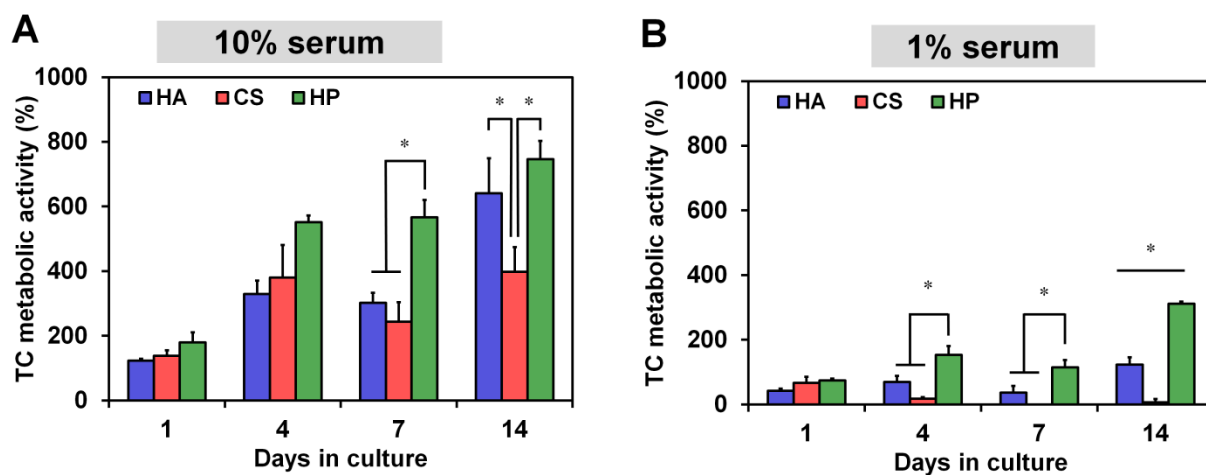 A
10% serum
TC metabolic activity (%)
1000
800
600
400
200
0
HA CS HP
*
* *
1 4 7 14
Days in culture
B
1% serum
TC metabolic activity (%)
1000
800
600
400
200
0
HA CS HP
*
*
*
1 4 7 14
Days in culture